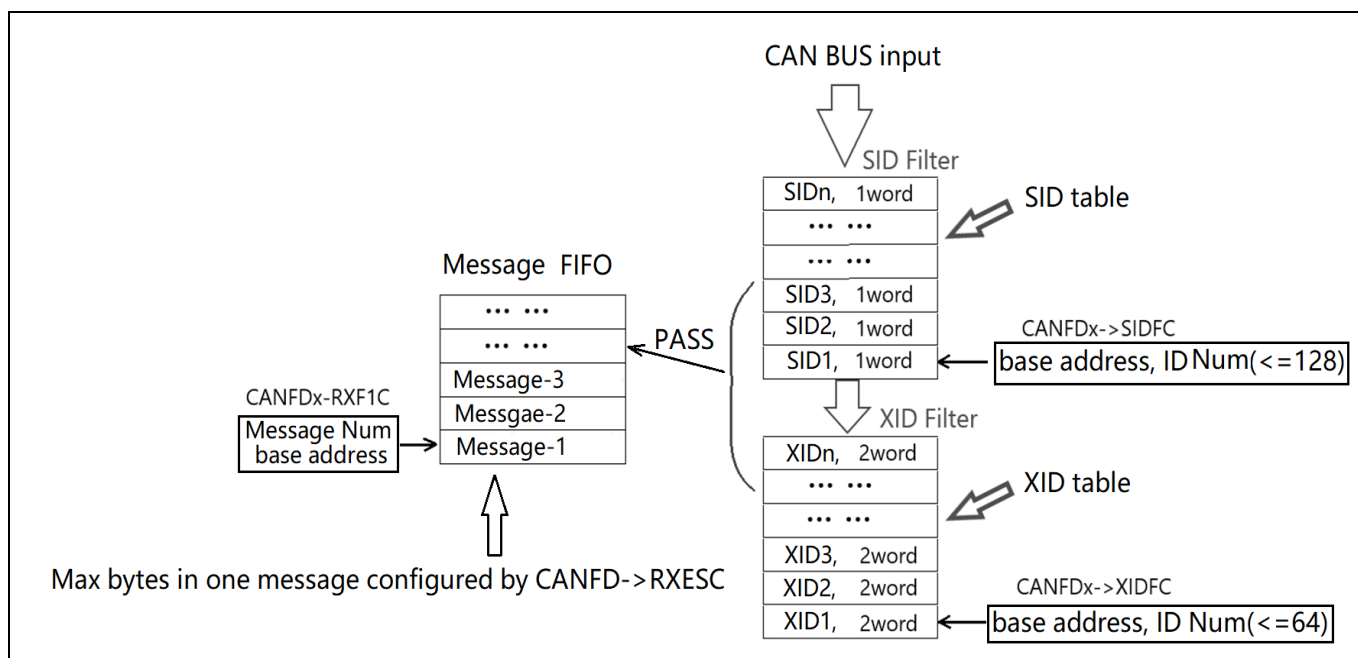 CAN BUS input
SID Filter
SIDn, 1word
... ...
... ...
SID3, 1word
SID2, 1word
SID1, 1word
SID table
CANFDx->SIDFC
base address, ID Num(<=128)
Message FIFO
... ...
... ...
Message-3
Messgae-2
Message-1
PASS
CANFDx-RXF1C
Message Num
base address
XID Filter
XIDn, 2word
... ...
... ...
XID3, 2word
XID2, 2word
XID1, 2word
XID table
CANFDx->XIDFC
base address, ID Num(<=64)
Max bytes in one message configured by CANFD->RXESC